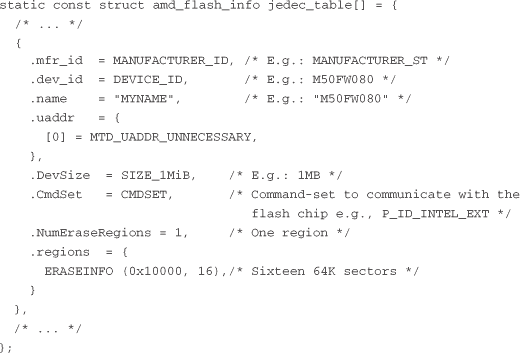 static const struct amd_flash_info jedec_table[] = {
/* ... */
{
.mfr_id = MANUFACTURER_ID, /* E.g.: MANUFACTURER_ST */
.dev_id = DEVICE_ID, /* E.g.: M50FW080 */
.name = "MYNAME", /* E.g.: "M50FW080" */
.uaddr = {
[0] = MTD_UADDR_UNNECESSARY,
},
.DevSize = SIZE_1MiB, /* E.g.: 1MB */
.CmdSet = CMDSET, /* Command-set to communicate with the
flash chip e.g., P_ID_INTEL_EXT */
.NumEraseRegions = 1, /* One region */
.regions = {
ERASEINFO (0x10000, 16),/* Sixteen 64K sectors */
}
},
/* ... */
};